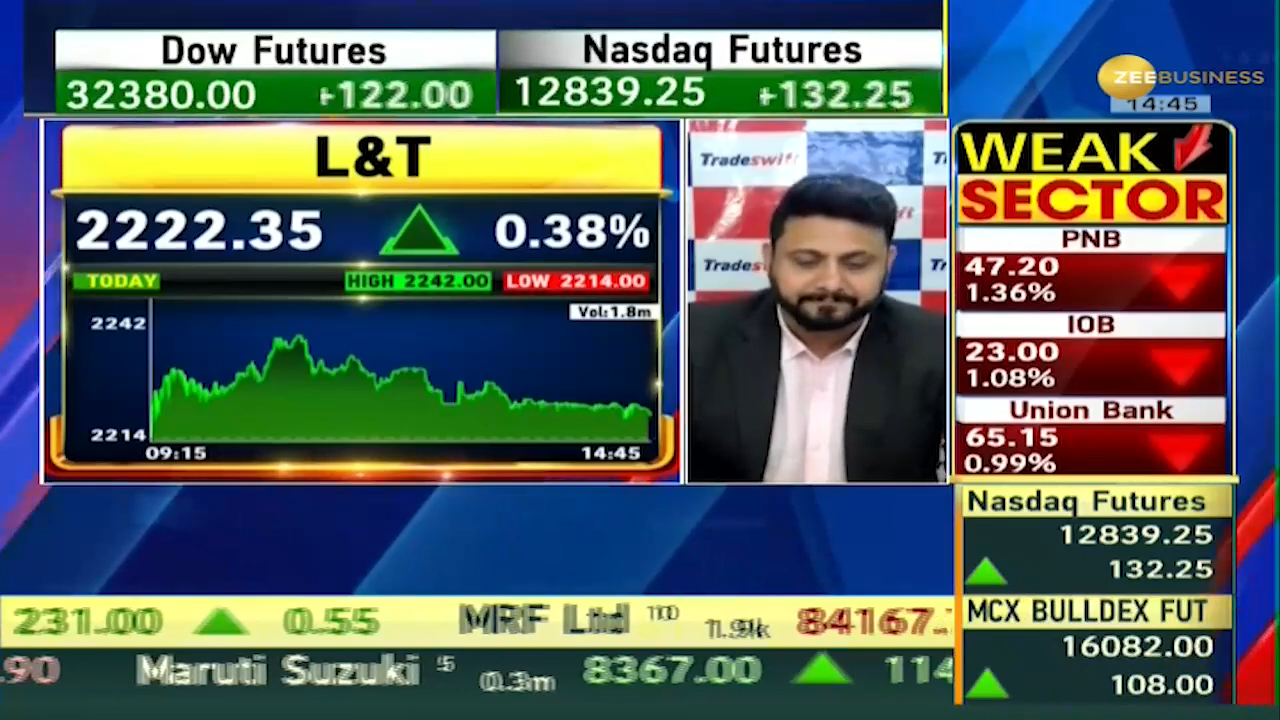 Dow Futures
32380.00 +122.00
Nasdaq Futures
12839.25 +132.25
ZEEBUSINESS
14:45
L&T
2222.35 0.38%
TODAY HIGH 2242.00 LOW 2214.00
Vol:1.8m
2242
2214
09:15 14:45
Tradeswift
WEAK
SECTOR
PNB
47.20
1.36%
IOB
23.00
1.08%
Union Bank
65.15
0.99%
Nasdaq Futures
12839.25
132.25
MCX BULLDEX FUT
16082.00
108.00
231.00 0.55 MRF Ltd 84167.
.90 Maruti Suzuki 0.3m 8367.00 114